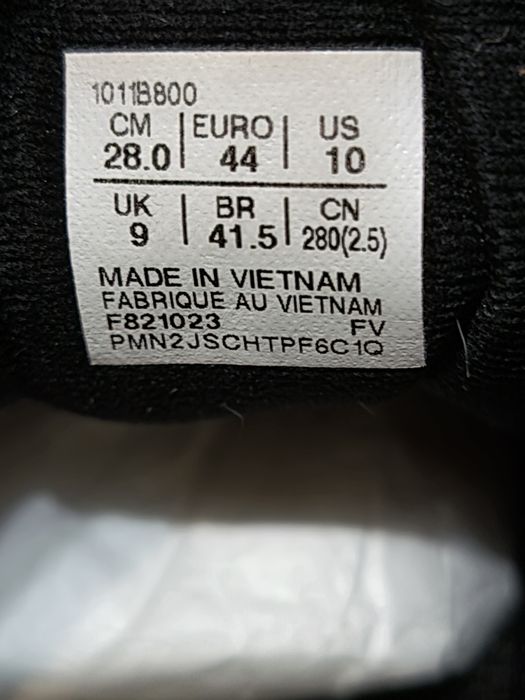 1011B800
CM | EURO | US
28.0 | 44 | 10
UK | BR | CN
9 | 41.5 | 280(2.5)
MADE IN VIETNAM
FABRIQUE AU VIETNAM
F821023 FV
PMN2JSCHTPF6C1Q